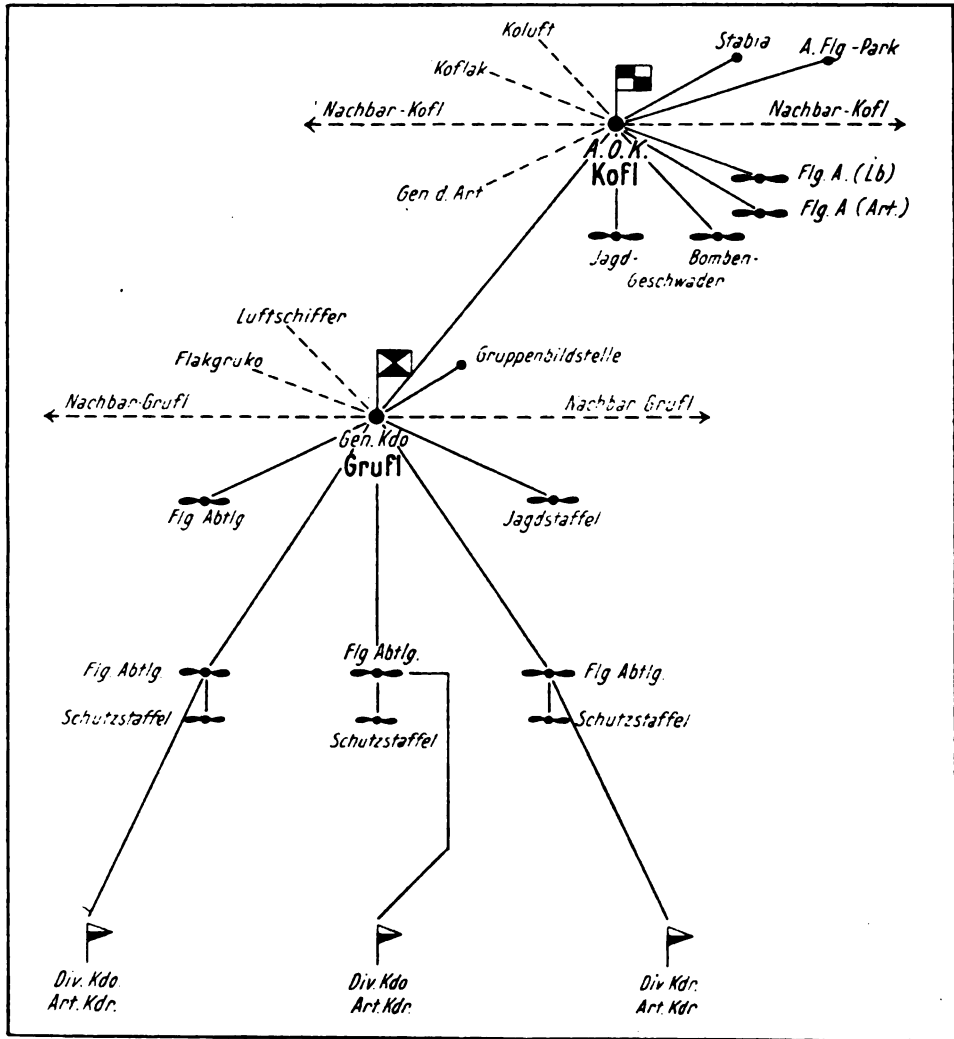 Koluft
Stabia
A. Flg-Park
Koflak
Nachbar-Kofl
Nachbar-Kofl
A.O.K.
Kofl
Flg. A. (Lb)
Gen d. Art
Flg. A (Art.)
Jagd-
Bomben-
Geschwader
Luftschiffer
Gruppenbildstelle
Flakgruko
Nachbar-Grufl
Nachbar Grufl
Gen. Kdo
Grufl
Flg Abtlg
Jagdstaffel
Flg Abtlg.
Flg. Abtlg.
Flg Abtlg.
Schutzstaffel
Schutzstaffel
Schutzstaffel
Div. Kdo
Art. Kdr.
Div. Kdo
Art. Kdr.
Div Kdr.
Art Kdr